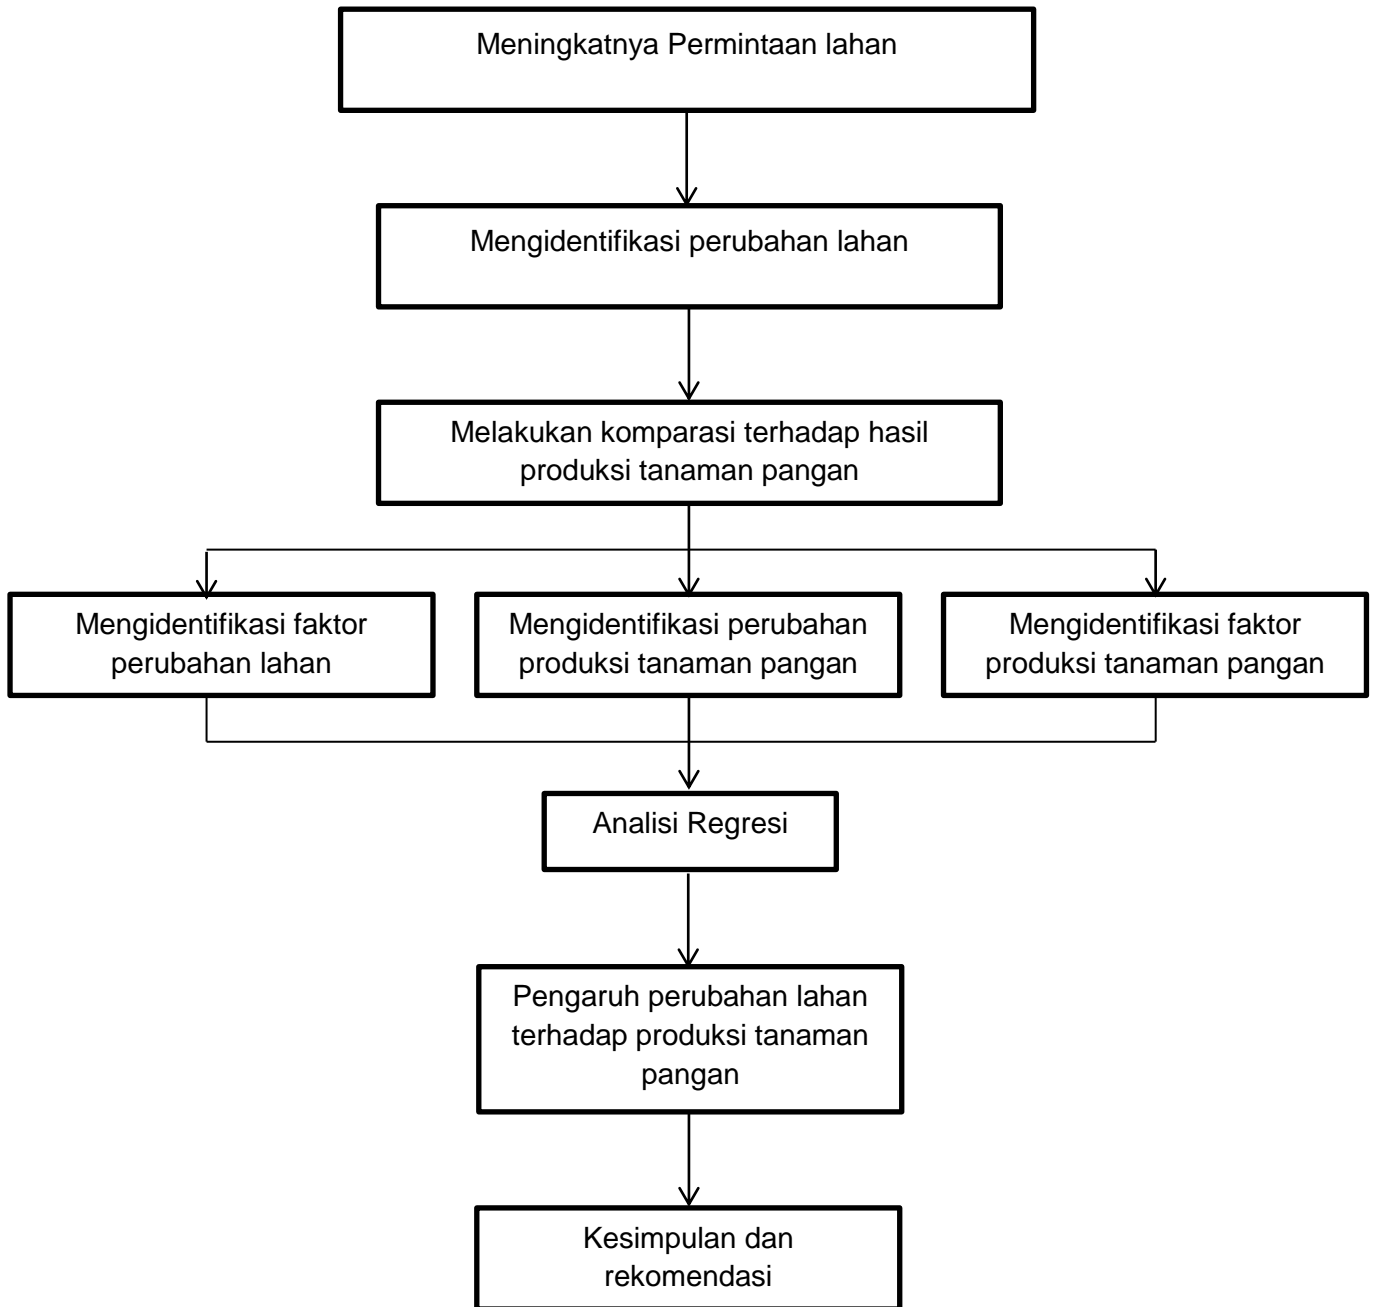 Meningkatnya Permintaan lahan
Mengidentifikasi perubahan lahan
Melakukan komparasi terhadap hasil
produksi tanaman pangan
Mengidentifikasi faktor
perubahan lahan
Mengidentifikasi perubahan
produksi tanaman pangan
Mengidentifikasi faktor
produksi tanaman pangan
Analisi Regresi
Pengaruh perubahan lahan
terhadap produksi tanaman
pangan
Kesimpulan dan
rekomendasi